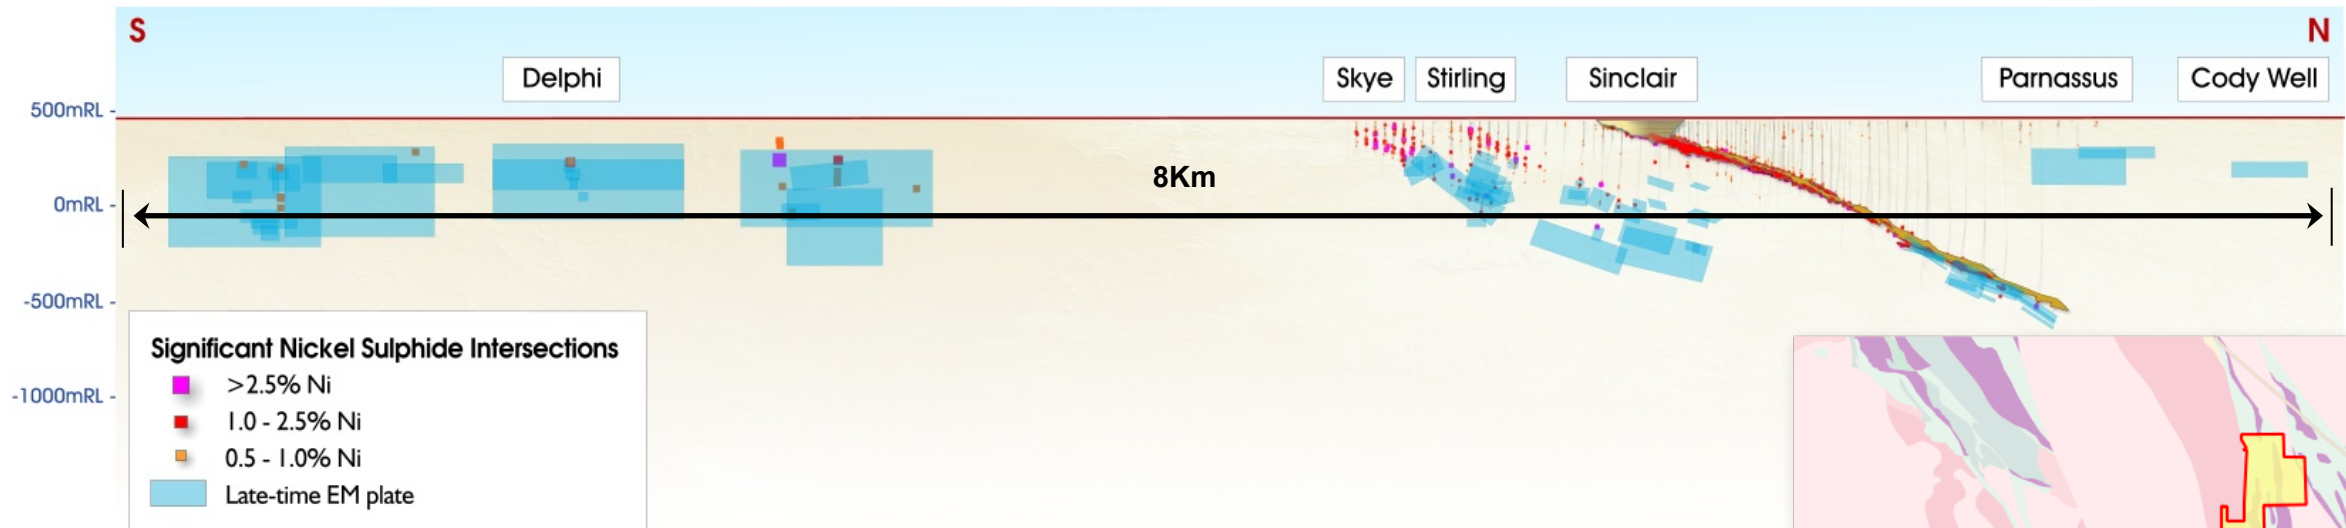 S
N
Delphi
Skye
Stirling
Sinclair
Parnassus
Cody Well
500mRL
8Km
0mRL
-500mRL
-1000mRL
Significant Nickel Sulphide Intersections
>2.5% Ni
1.0 - 2.5% Ni
0.5 - 1.0% Ni
Late-time EM plate